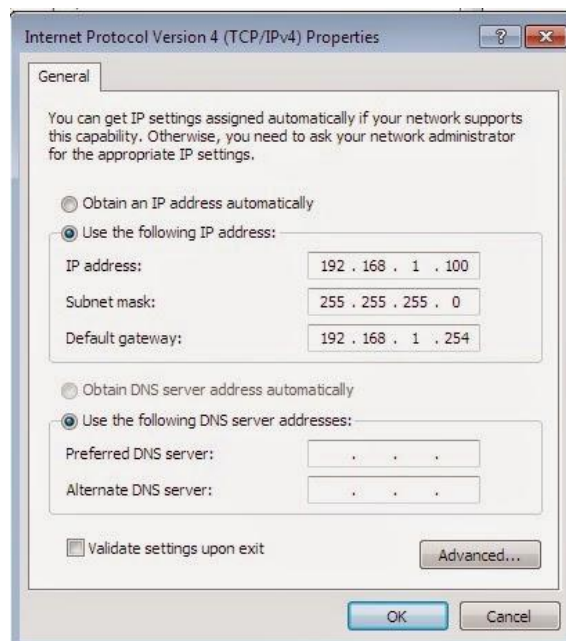 Internet Protocol Version 4 (TCP/IPv4) Properties
General
You can get IP settings assigned automatically if your network supports
this capability. Otherwise, you need to ask your network administrator
for the appropriate IP settings.
Obtain an IP address automatically
Use the following IP address:
IP address: 192 . 168 . 1 . 100
Subnet mask: 255 . 255 . 255 . 0
Default gateway: 192 . 168 . 1 . 254
Obtain DNS server address automatically
Use the following DNS server addresses:
Preferred DNS server: . . .
Alternate DNS server: . . .
Validate settings upon exit
Advanced...
OK Cancel